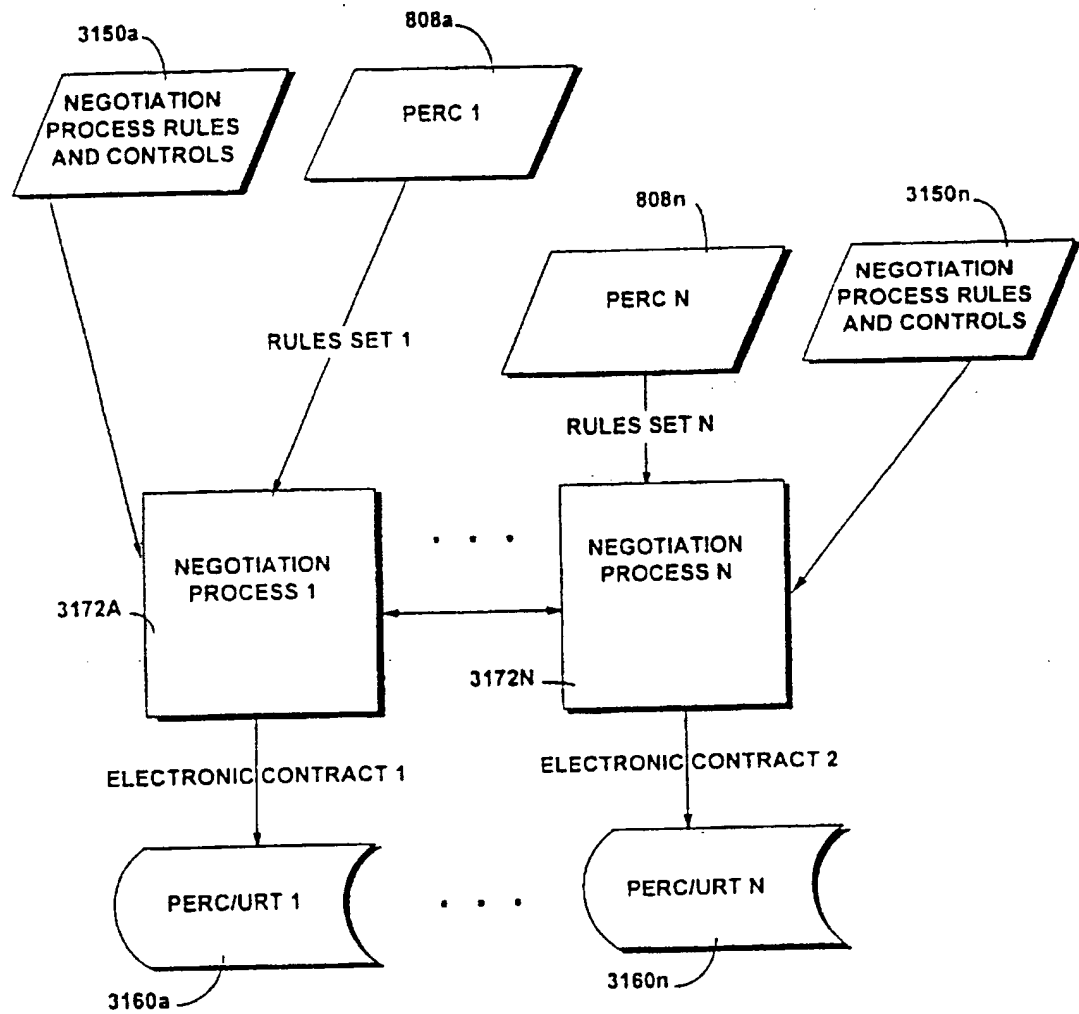 3150a
808a
NEGOTIATION
PROCESS RULES
AND CONTROLS
PERC 1
808n
3150n
PERC N
NEGOTIATION
PROCESS RULES
AND CONTROLS
RULES SET 1
RULES SET N
NEGOTIATION
PROCESS 1
. . .
NEGOTIATION
PROCESS N
3172A
3172N
ELECTRONIC CONTRACT 1
ELECTRONIC CONTRACT 2
PERC/URT 1
. . .
PERC/URT N
3160a
3160n